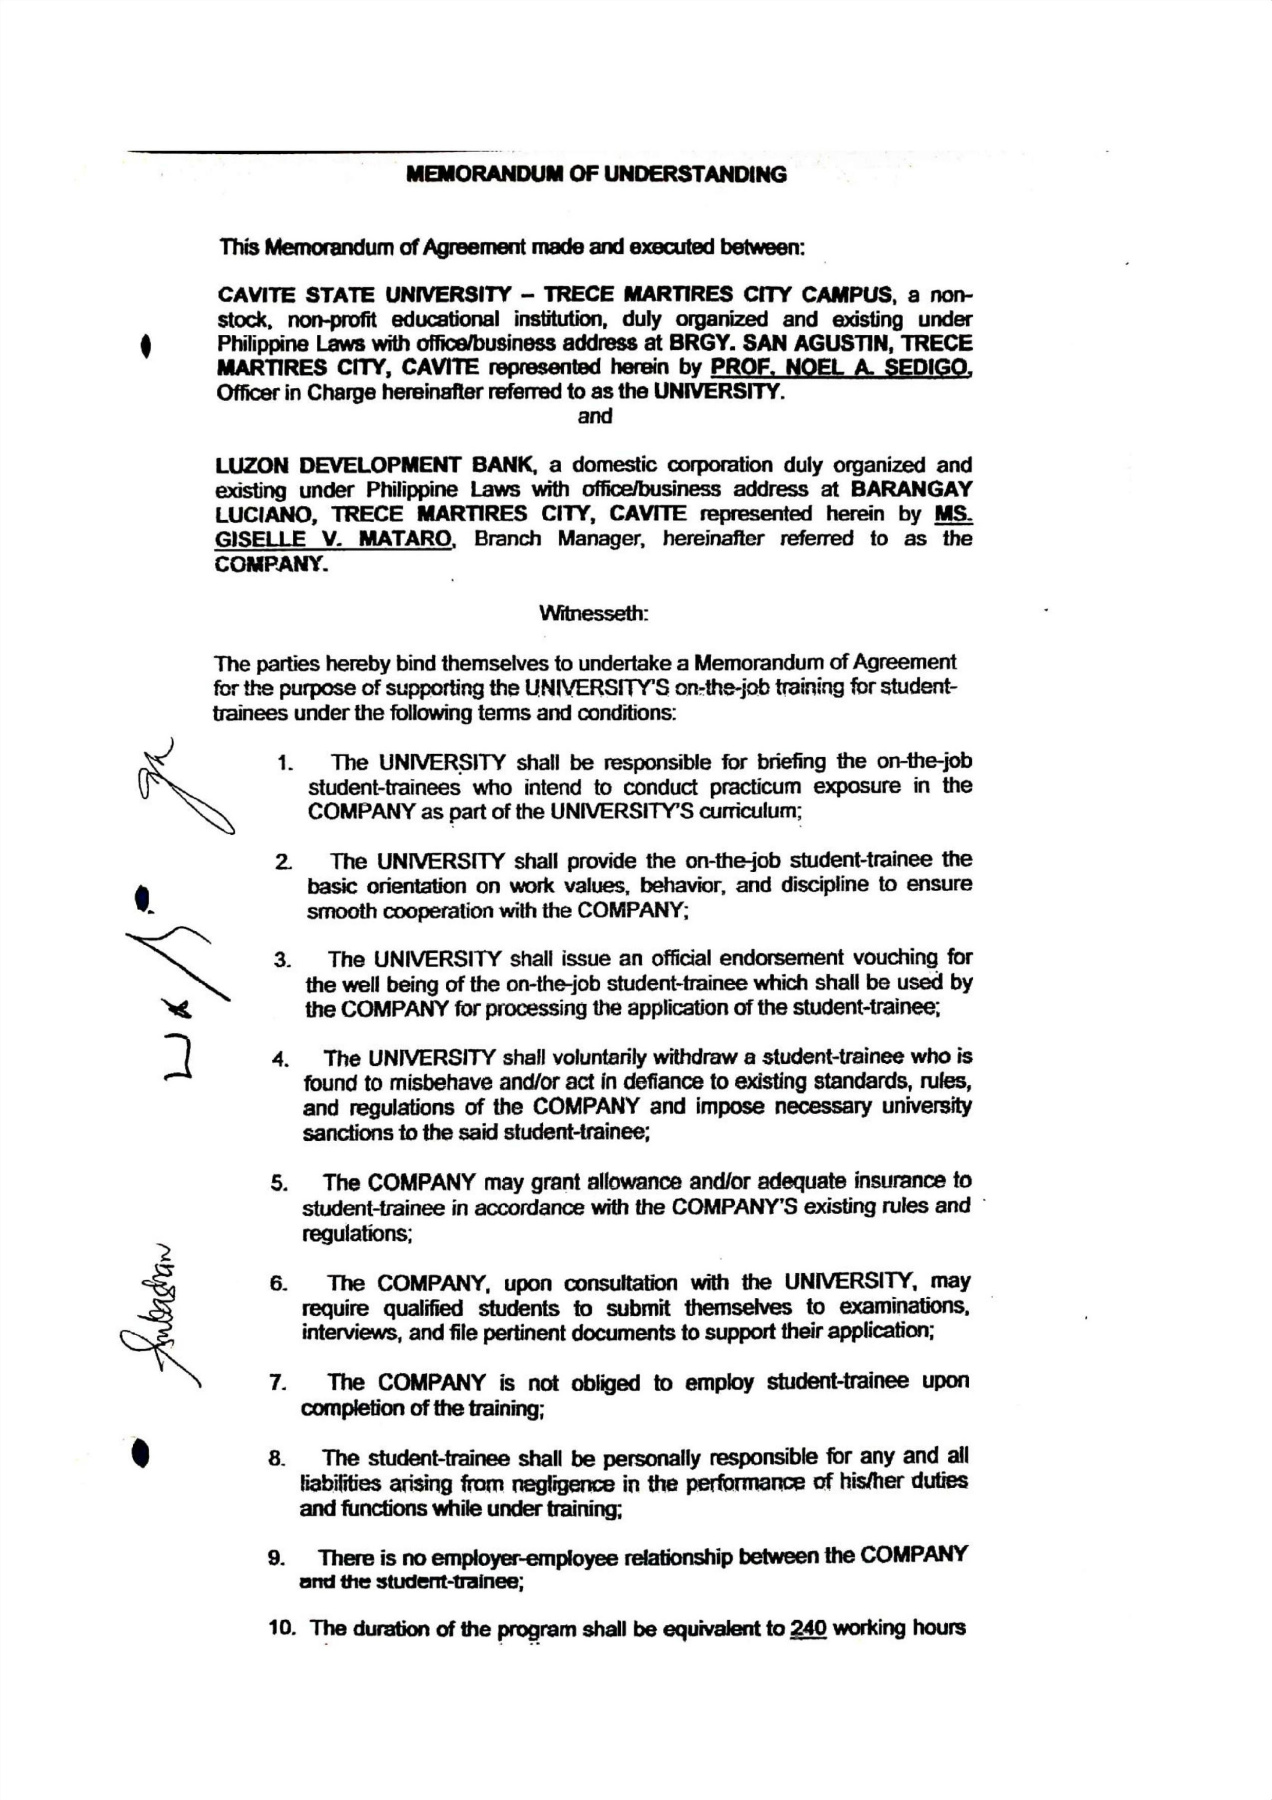 MEMORANDUM OF UNDERSTANDING
This Memorandum of Agreement made and executed between:
CAVITE STATE UNIVERSITY – TRECE MARTIRES CITY CAMPUS, a non-
stock, non-profit educational institution, duly organized and existing under
Philippine Laws with office/business address at BRGY. SAN AGUSTIN, TRECE
MARTIRES CITY, CAVITE represented herein by PROF. NOEL A. SEDIGO,
Officer in Charge hereinafter referred to as the UNIVERSITY.
and
LUZON DEVELOPMENT BANK, a domestic corporation duly organized and
existing under Philippine Laws with office/business address at BARANGAY
LUCIANO, TRECE MARTIRES CITY, CAVITE represented herein by MS.
GISELLE V. MATARO, Branch Manager, hereinafter referred to as the
COMPANY.
Witnesseth:
The parties hereby bind themselves to undertake a Memorandum of Agreement
for the purpose of supporting the UNIVERSITY'S on-the-job training for student-
trainees under the following terms and conditions:
1. The UNIVERSITY shall be responsible for briefing the on-the-job
student-trainees who intend to conduct practicum exposure in the
COMPANY as part of the UNIVERSITY'S curriculum;
2. The UNIVERSITY shall provide the on-the-job student-trainee the
basic orientation on work values, behavior, and discipline to ensure
smooth cooperation with the COMPANY;
3. The UNIVERSITY shall issue an official endorsement vouching for
the well being of the on-the-job student-trainee which shall be used by
the COMPANY for processing the application of the student-trainee;
4. The UNIVERSITY shall voluntarily withdraw a student-trainee who is
found to misbehave and/or act in defiance to existing standards, rules,
and regulations of the COMPANY and impose necessary university
sanctions to the said student-trainee;
5. The COMPANY may grant allowance and/or adequate insurance to
student-trainee in accordance with the COMPANY'S existing rules and
regulations;
6. The COMPANY, upon consultation with the UNIVERSITY, may
require qualified students to submit themselves to examinations,
interviews, and file pertinent documents to support their application;
7. The COMPANY is not obliged to employ student-trainee upon
completion of the training;
8. The student-trainee shall be personally responsible for any and all
liabilities arising from negligence in the performance of his/her duties
and functions while under training;
9. There is no employer-employee relationship between the COMPANY
and the student-trainee;
10. The duration of the program shall be equivalent to 240 working hours